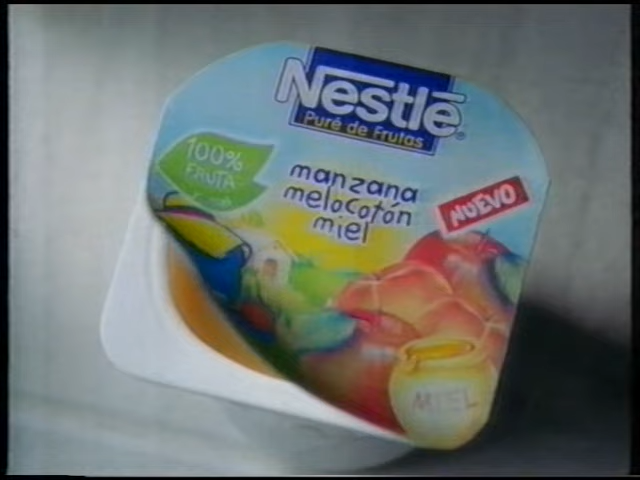 Nestlé
Puré de Frutas
100%
FRUTA
manzana
melocotón
miel
NUEVO
MIEL